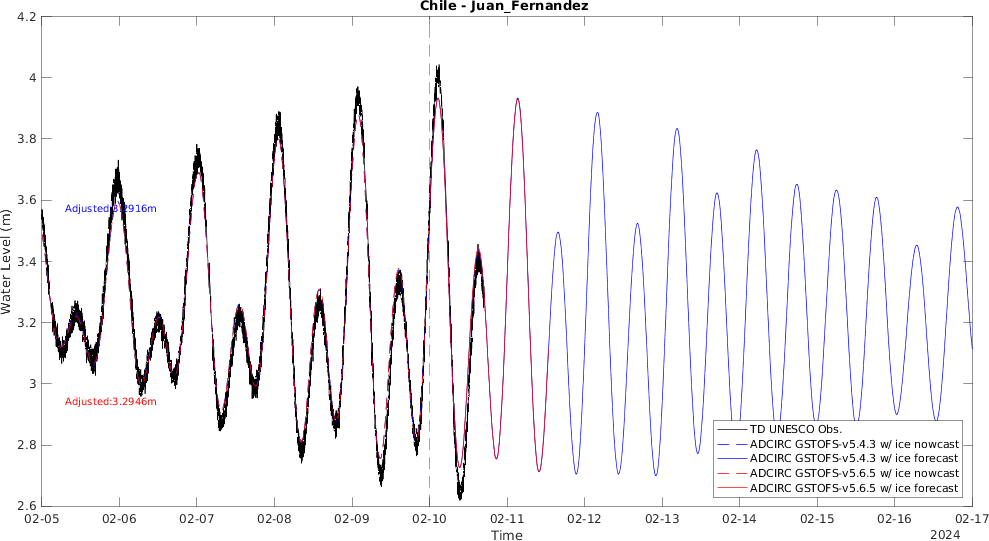 Chile - Juan_Fernandez
4.2
4
3.8
3.6
3.4
3.2
3
2.8
2.6
Water Level (m)
Adjusted:3.2916m
Adjusted:3.2946m
TD UNESCO Obs.
ADCIRC GSTOFS-v5.4.3 w/ ice nowcast
ADCIRC GSTOFS-v5.4.3 w/ ice forecast
ADCIRC GSTOFS-v5.6.5 w/ ice nowcast
ADCIRC GSTOFS-v5.6.5 w/ ice forecast
02-05 02-06 02-07 02-08 02-09 02-10 02-11 02-12 02-13 02-14 02-15 02-16 02-17
Time
2024